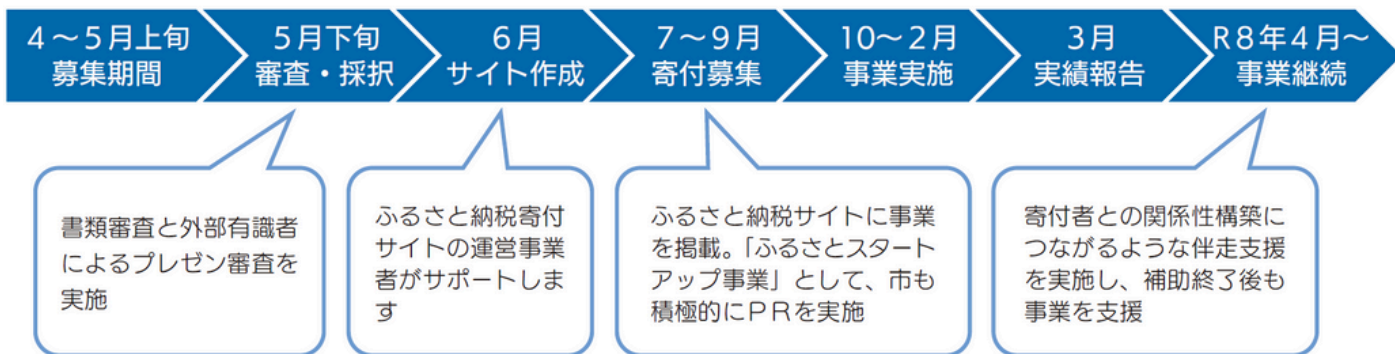 4～5月上旬
募集期間
5月下旬
審査・採択
6月
サイト作成
7～9月
寄付募集
10～2月
事業実施
3月
実績報告
R8年4月～
事業継続
書類審査と外部有識者
によるプレゼン審査を
実施
ふるさと納税寄付
サイトの運営事業
者がサポートしま
す
ふるさと納税サイトに事業
を掲載。「ふるさとスタート
アップ事業」として、市も
積極的にＰＲを実施
寄付者との関係性構築に
つながるような伴走支援
を実施し、補助終了後も
事業を支援